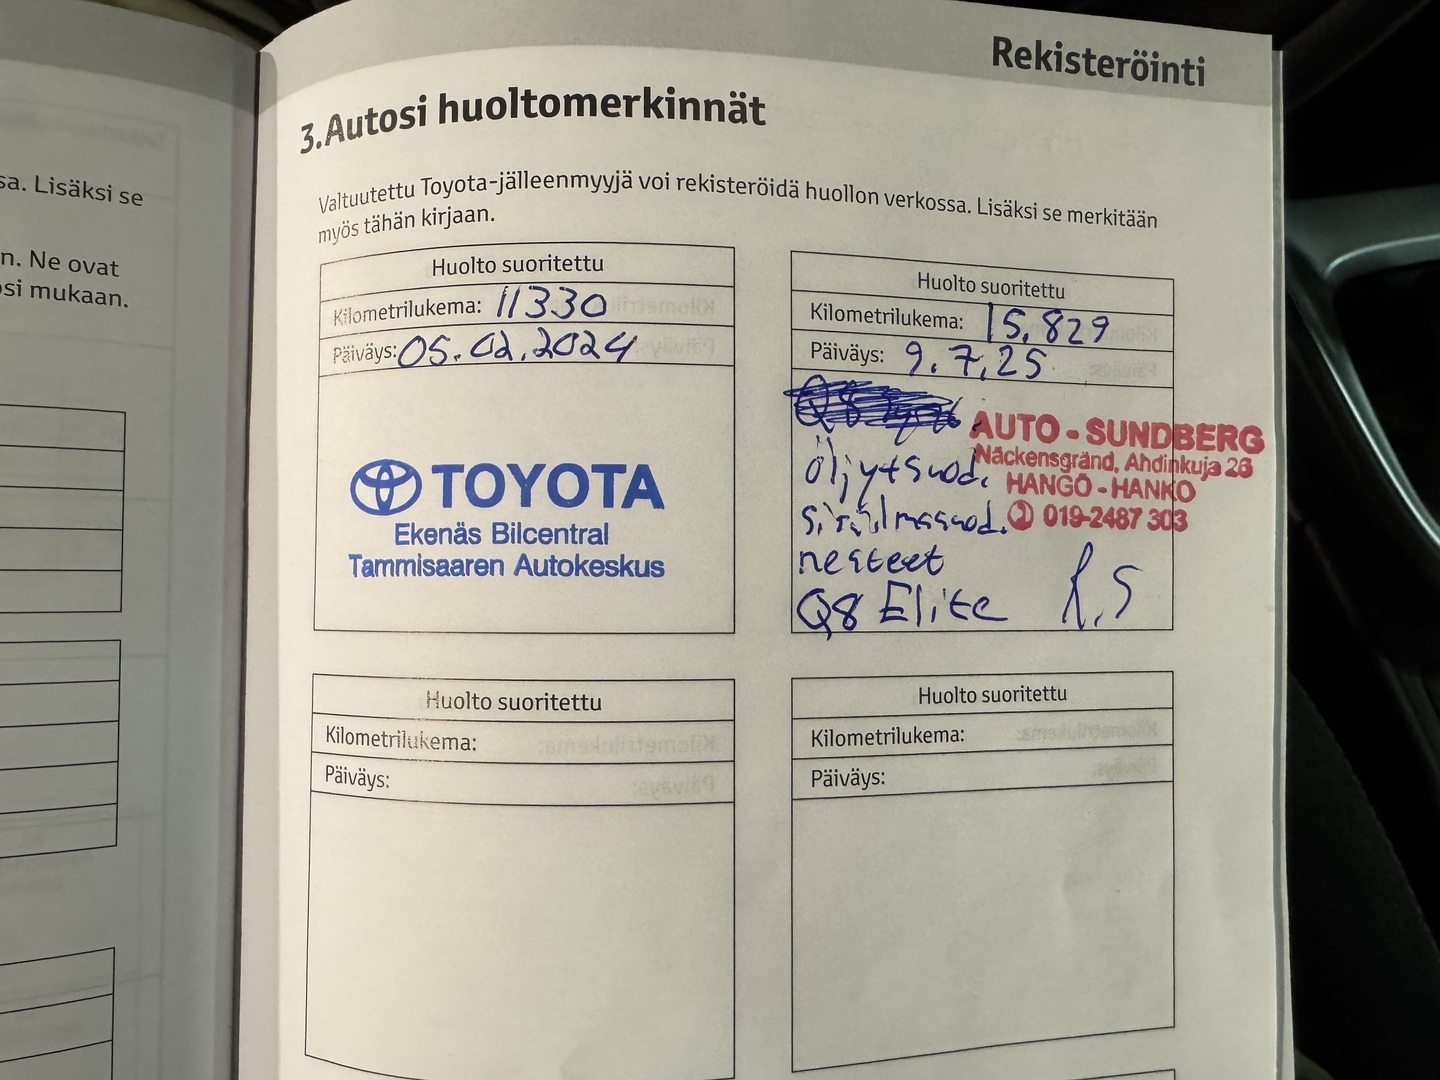 sa. Lisäksi se
n. Ne ovat
osi mukaan.
Rekisteröinti
3.Autosi huoltomerkinnät
Valtuutettu Toyota-jälleenmyyjä voi rekisteröidä huollon verkossa. Lisäksi se merkitään
myös tähän kirjaan.
Huolto suoritettu
Kilometrilukema: 11330
Päiväys: 05.02.2024
TOYOTA
Ekenäs Bilcentral
Tammisaaren Autokeskus
Huolto suoritettu
Kilometrilukema: 15.829
Päiväys: 9.7.25
AUTO - SUNDBERG
Näckensgränd, Ahdinkuja 26
HANGÖ - HANKO
019-2487 303
öljytsuod.
sisäilmasuod.
nesteet
Q8 Elite R.S
Huolto suoritettu
Kilometrilukema:
Päiväys:
Huolto suoritettu
Kilometrilukema:
Päiväys: